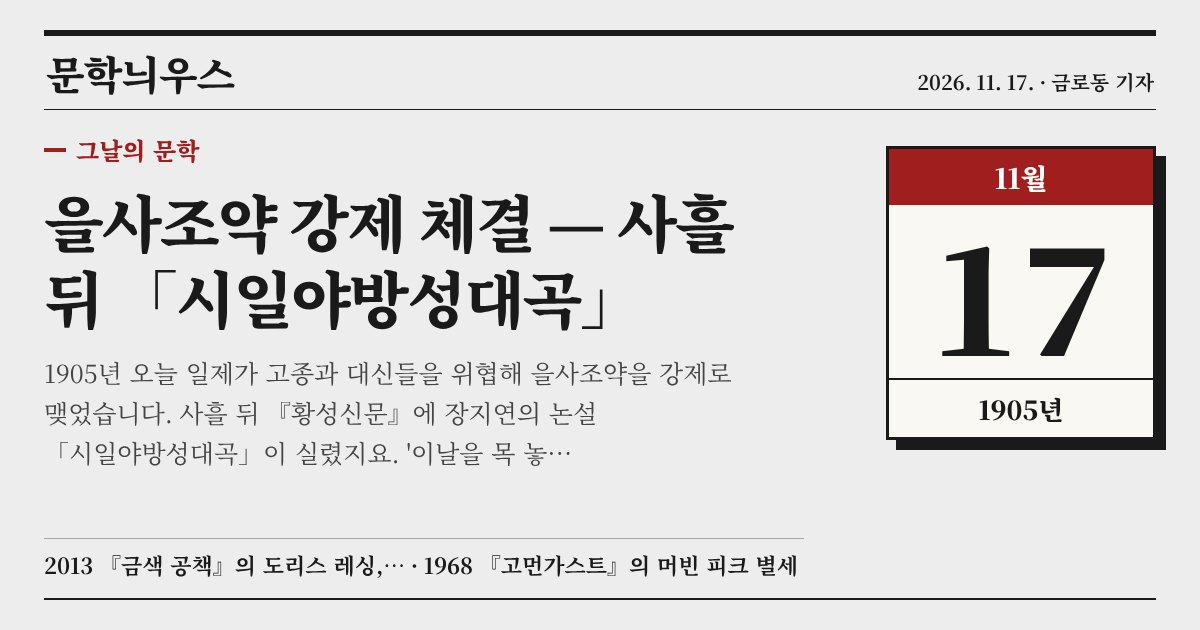 문학늬우스
2026. 11. 17. · 금로동 기자
그날의 문학
을사조약 강제 체결 — 사흘
뒤 「시일야방성대곡」
1905년 오늘 일제가 고종과 대신들을 위협해 을사조약을 강제로
맺었습니다. 사흘 뒤 『황성신문』에 장지연의 논설
「시일야방성대곡」이 실렸지요. '이날을 목 놓…
11월
17
1905년
2013 『금색 공책』의 도리스 레싱,… · 1968 『고먼가스트』의 머빈 피크 별세